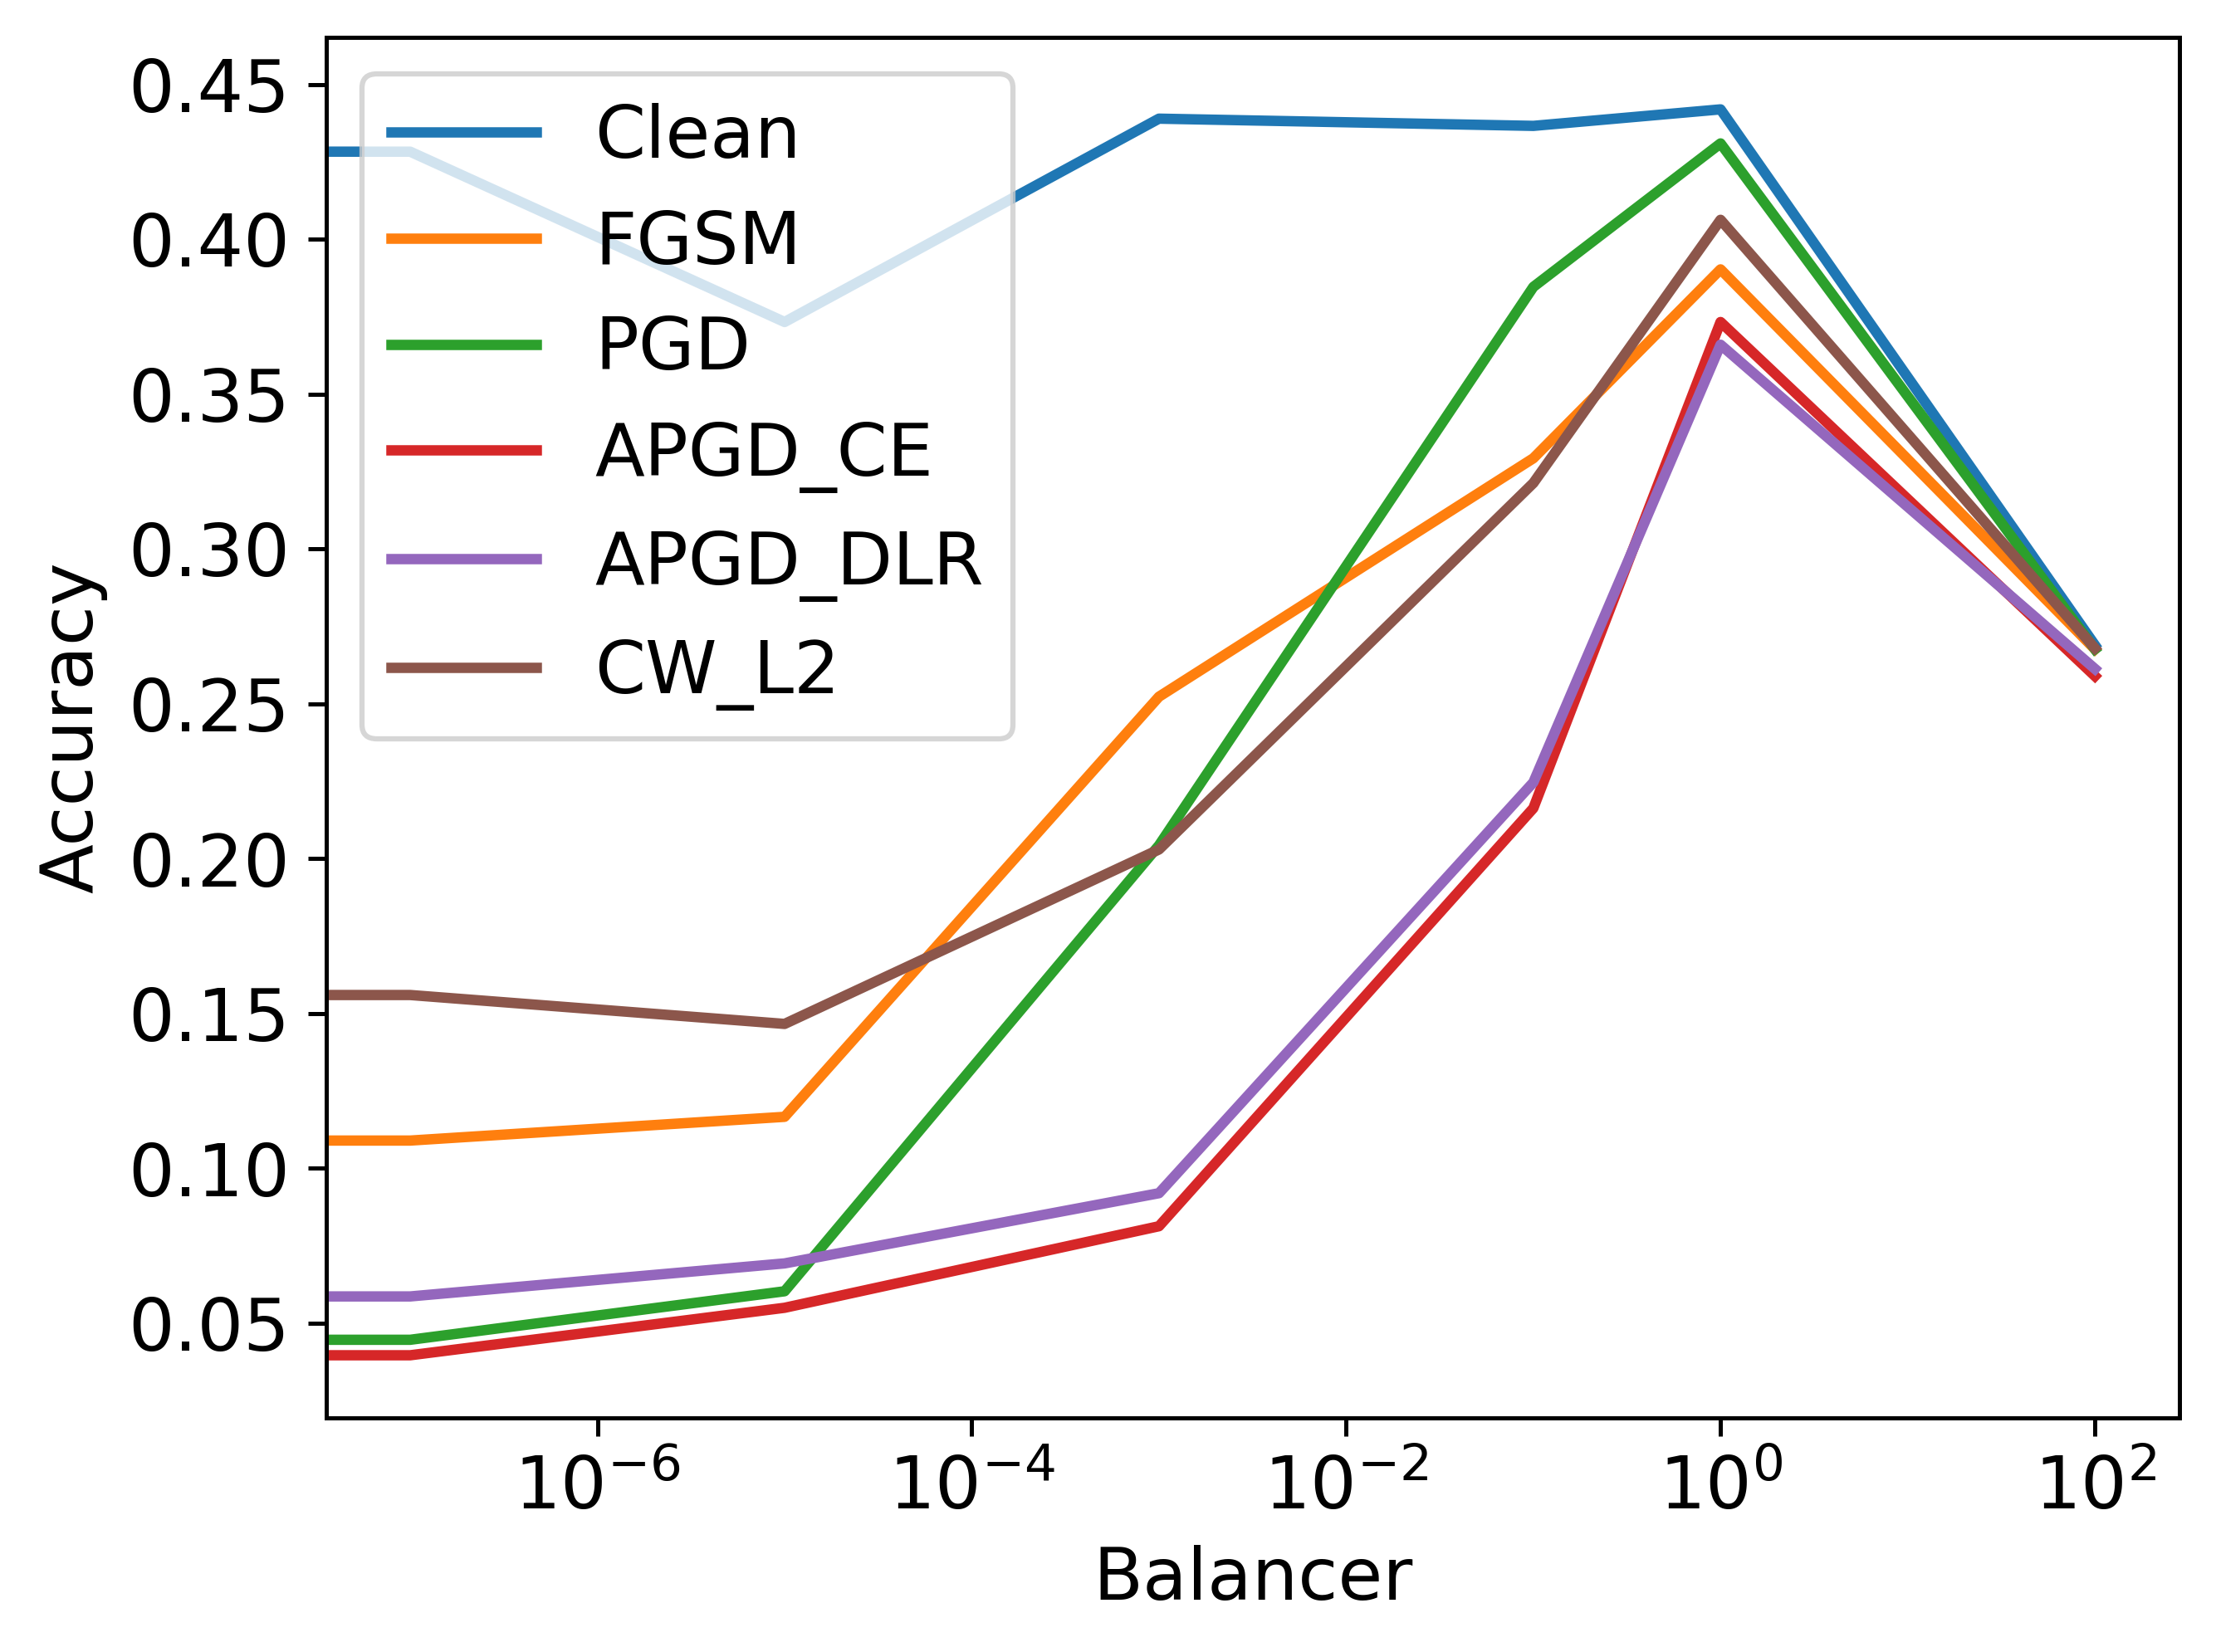 0.45
0.40
0.35
0.30
0.25
0.20
0.15
0.10
0.05
Accuracy
Clean
FGSM
PGD
APGD_CE
APGD_DLR
CW_L2
10⁻⁶ 10⁻⁴ 10⁻² 10⁰ 10²
Balancer